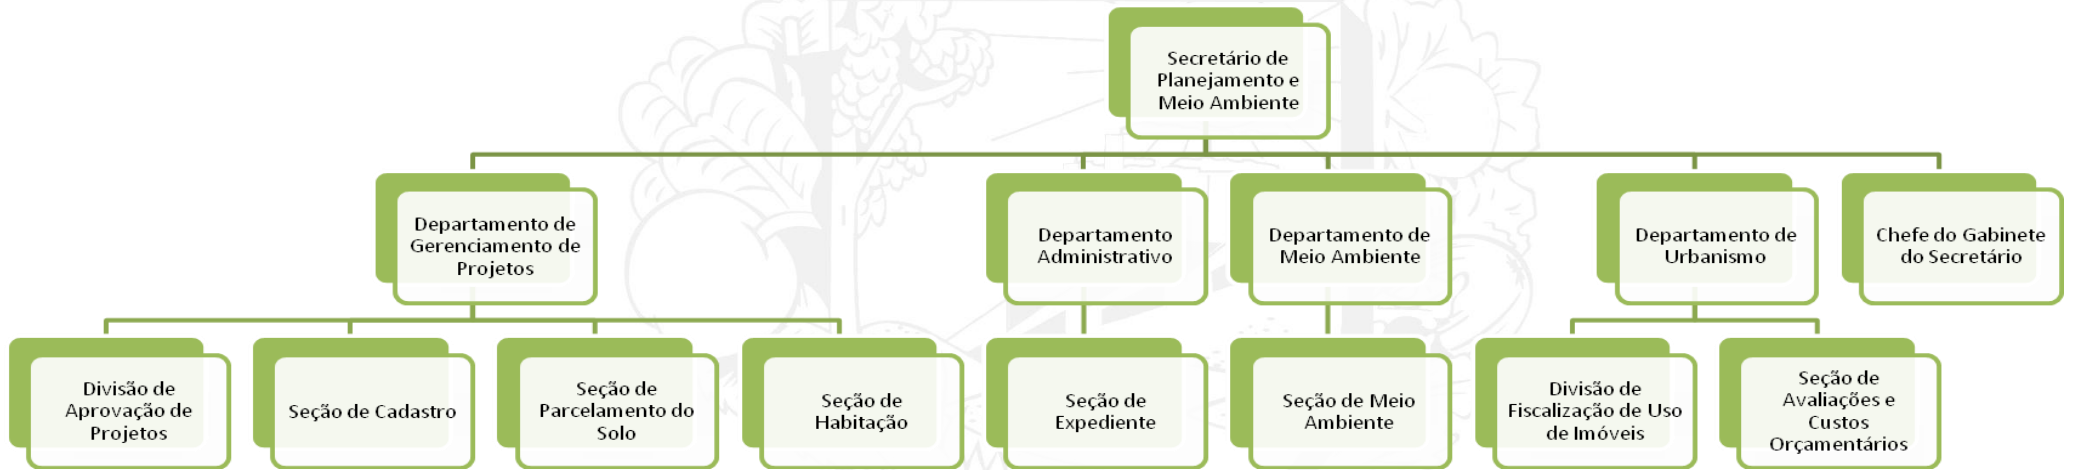 Secretário de
Planejamento e
Meio Ambiente
Departamento de
Gerenciamento de
Projetos
Departamento
Administrativo
Departamento de
Meio Ambiente
Departamento de
Urbanismo
Chefe do Gabinete
do Secretário
Divisão de
Aprovação de
Projetos
Seção de Cadastro
Seção de
Parcelamento do
Solo
Seção de
Habitação
Seção de
Expediente
Seção de Meio
Ambiente
Divisão de
Fiscalização de Uso
de Imóveis
Seção de
Avaliações e
Custos
Orçamentários